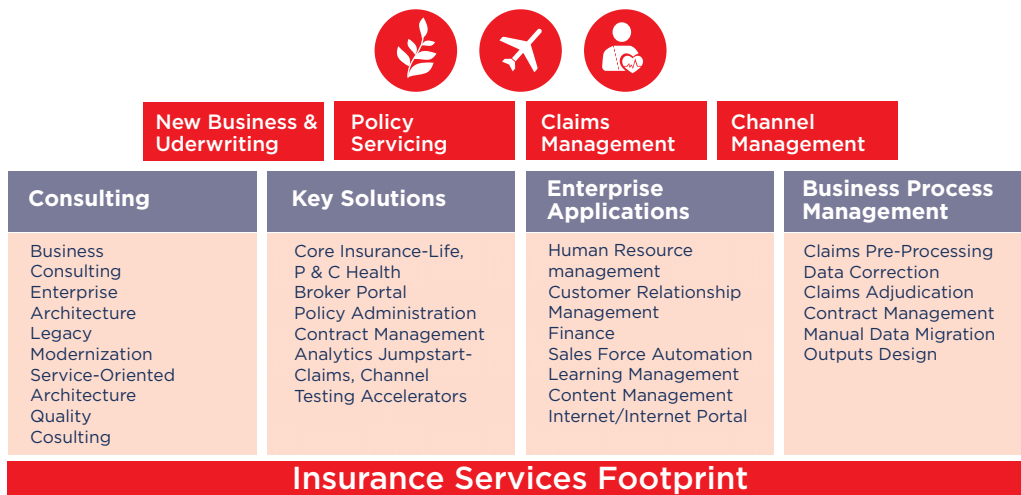 New Business &
Uderwriting
Policy
Servicing
Claims
Management
Channel
Management
Consulting
Business
Consulting
Enterprise
Architecture
Legacy
Modernization
Service-Oriented
Architecture
Quality
Cosulting
Key Solutions
Core Insurance-Life,
P & C Health
Broker Portal
Policy Administration
Contract Management
Analytics Jumpstart-
Claims, Channel
Testing Accelerators
Enterprise
Applications
Human Resource
management
Customer Relationship
Management
Finance
Sales Force Automation
Learning Management
Content Management
Internet/Internet Portal
Business Process
Management
Claims Pre-Processing
Data Correction
Claims Adjudication
Contract Management
Manual Data Migration
Outputs Design
Insurance Services Footprint